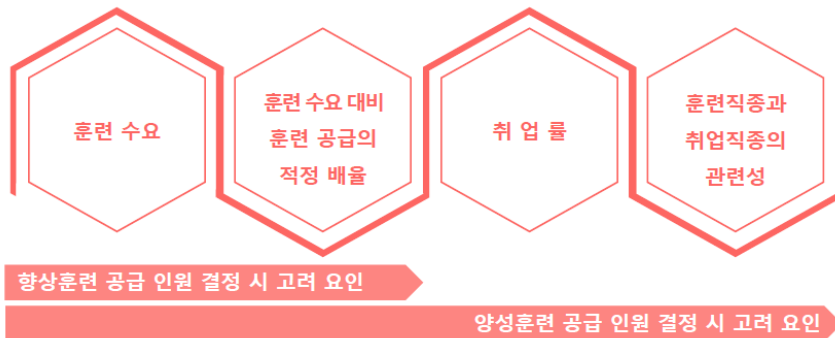 훈련 수요
훈련 수요 대비
훈련 공급의
적정 배율
취 업 률
훈련직종과
취업직종의
관련성
향상훈련 공급 인원 결정 시 고려 요인
양성훈련 공급 인원 결정 시 고려 요인